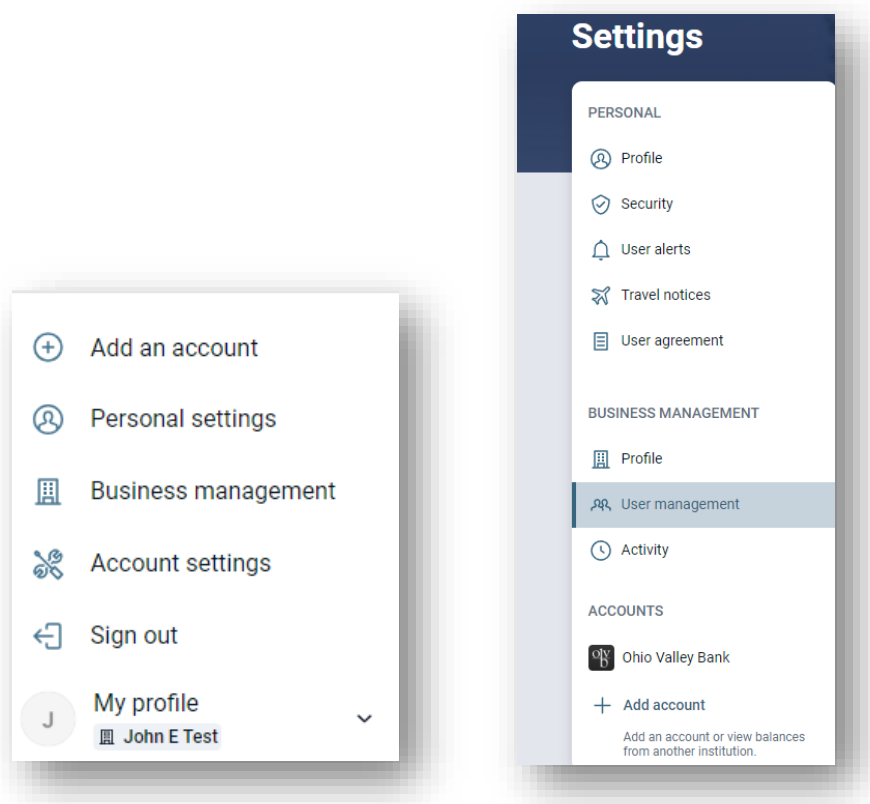 Add an account
Personal settings
Business management
Account settings
Sign out
J
My profile
John E Test
Settings
PERSONAL
Profile
Security
User alerts
Travel notices
User agreement
BUSINESS MANAGEMENT
Profile
User management
Activity
ACCOUNTS
ovb
Ohio Valley Bank
Add account
Add an account or view balances
from another institution.